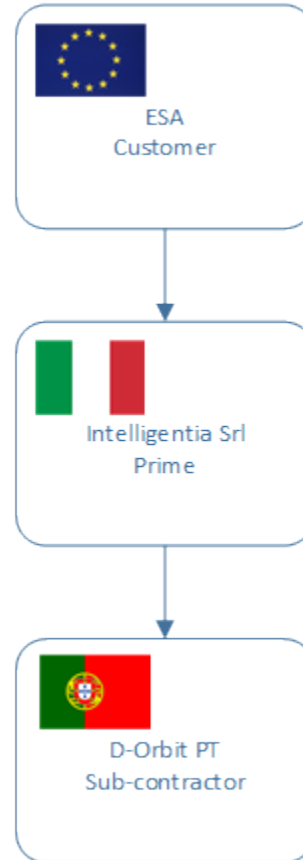 ESA
Customer
Intelligentia Srl
Prime
D-Orbit PT
Sub-contractor